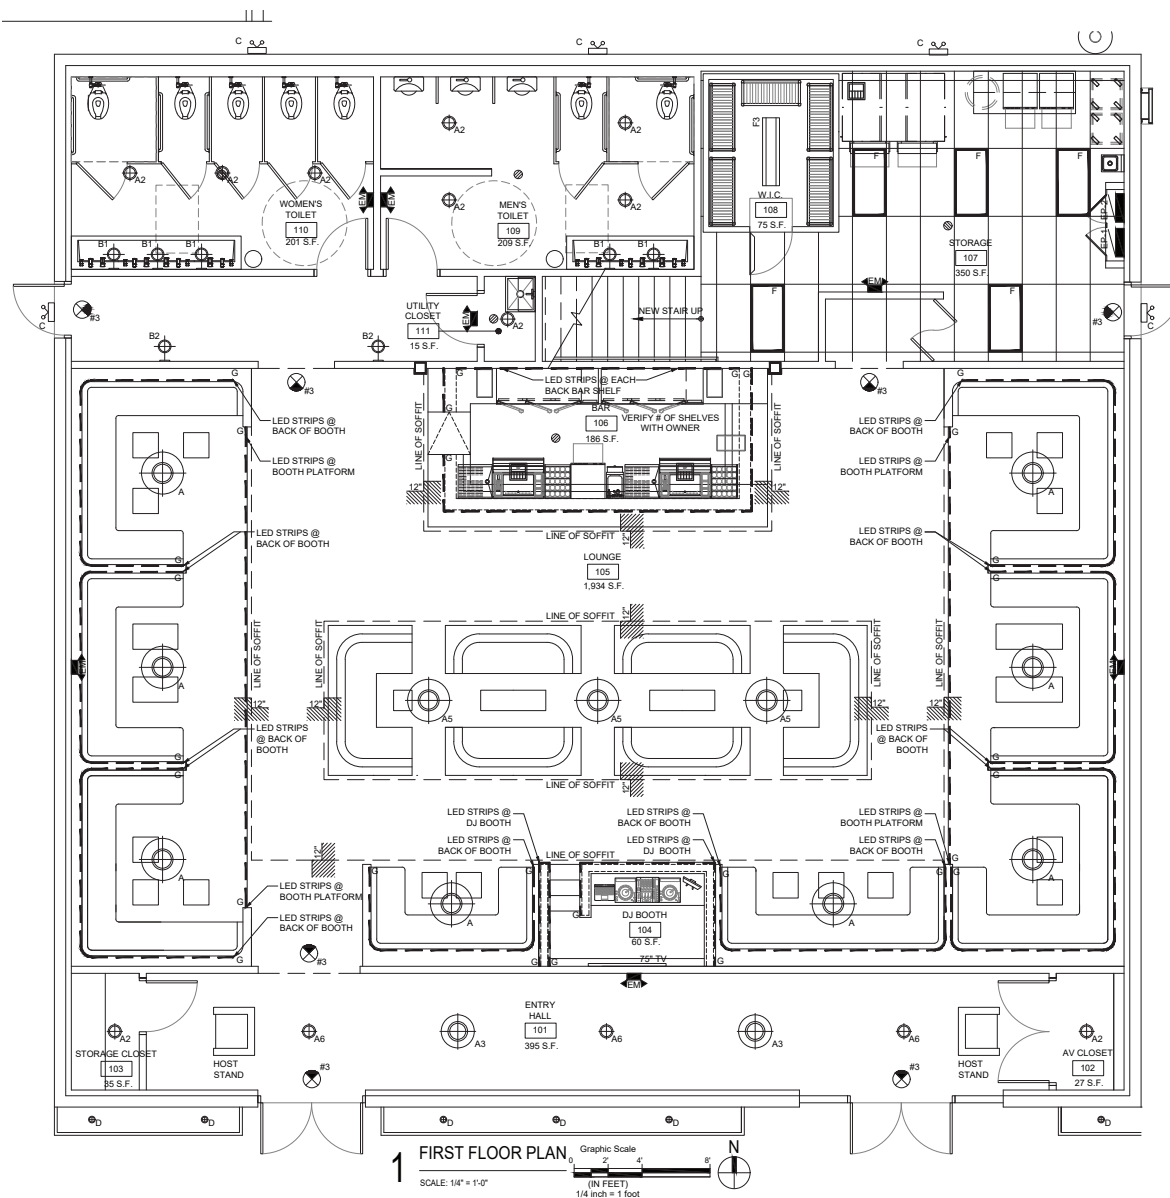 C
C
C
A2
A2
F3
F
F
F
A2
A2
A2
EM
EM
A2
A2
W.I.C.
108
75 S.F.
WOMEN'S
TOILET
110
201 S.F.
MEN'S
TOILET
109
209 S.F.
EP-1
EP-2
B1
B1
B1
B1
B1
STORAGE
107
350 S.F.
EM
F
F
#3
C
UTILITY
CLOSET
111
15 S.F.
EM
A2
NEW STAIR UP
#3
C
B2
B2
G
#3
G
G
G
#3
G
LED STRIPS @ EACH
BACK BAR SHELF
LED STRIPS @
BACK OF BOOTH
G
LINE OF SOFFIT
G
BAR
106
186 S.F.
VERIFY # OF SHELVES
WITH OWNER
LINE OF SOFFIT
LED STRIPS @
BACK OF BOOTH
G
LED STRIPS @
BOOTH PLATFORM
G
LED STRIPS @
BOOTH PLATFORM
A
12"
12"
A
LED STRIPS @
BACK OF BOOTH
LINE OF SOFFIT
12"
LED STRIPS @
BACK OF BOOTH
G
G
LOUNGE
105
1,934 S.F.
G
G
LINE OF SOFFIT
12"
LINE OF SOFFIT
LINE OF SOFFIT
LINE OF SOFFIT
LINE OF SOFFIT
EM
A
A
EM
12"
12"
A5
A5
A5
12"
12"
LED STRIPS
@ BACK OF
BOOTH
LED STRIPS
@ BACK OF
BOOTH
G
G
G
G
LINE OF SOFFIT
12"
LED STRIPS @
DJ BOOTH
LED STRIPS @
BACK OF BOOTH
LED STRIPS @
BOOTH PLATFORM
LED STRIPS @
BACK OF BOOTH
LED STRIPS @
DJ BOOTH
LED STRIPS @
BACK OF BOOTH
12"
LINE OF SOFFIT
G
G
G
G
G
G
A
A
LED STRIPS @
BOOTH PLATFORM
G
LED STRIPS @
BACK OF BOOTH
A
G
DJ BOOTH
104
60 S.F.
A
G
#3
G
G
75" TV
G
G
G
EM
ENTRY
HALL
101
395 S.F.
A2
A6
A3
A6
A3
A6
A2
STORAGE CLOSET
103
35 S.F.
HOST
STAND
#3
#3
HOST
STAND
AV CLOSET
102
27 S.F.
D
D
D
D
D
D
1
FIRST FLOOR PLAN
SCALE: 1/4" = 1'-0"
Graphic Scale
0 2' 4' 8'
(IN FEET)
1/4 inch = 1 foot
N